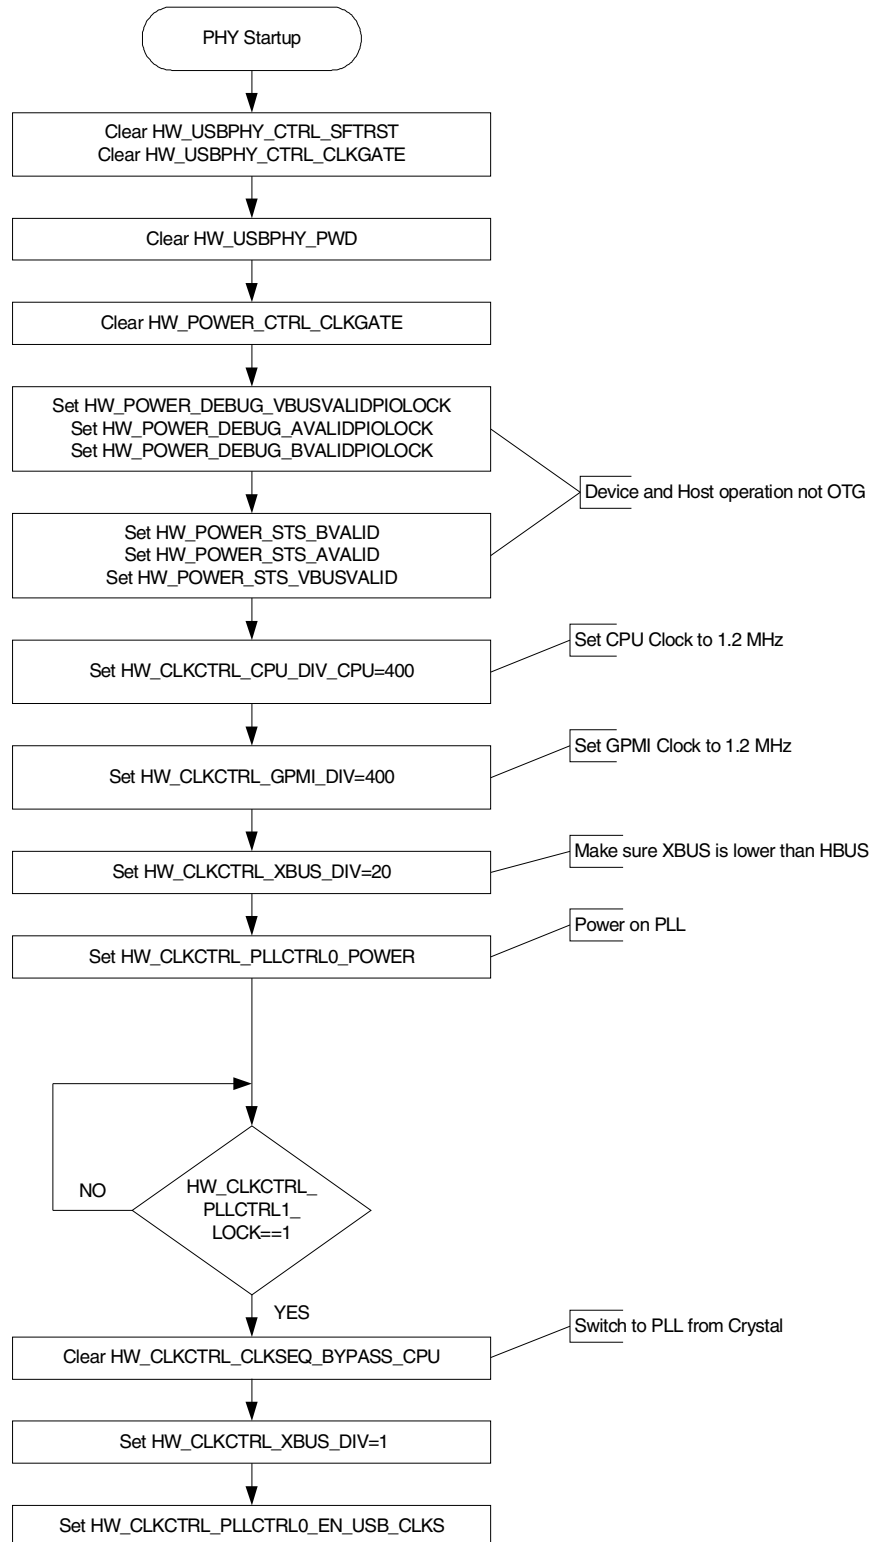 PHY Startup
Clear HW_USBPHY_CTRL_SFTRST
Clear HW_USBPHY_CTRL_CLKGATE
Clear HW_USBPHY_PWD
Clear HW_POWER_CTRL_CLKGATE
Set HW_POWER_DEBUG_VBUSVALIDPIOLOCK
Set HW_POWER_DEBUG_AVALIDPIOLOCK
Set HW_POWER_DEBUG_BVALIDPIOLOCK
Device and Host operation not OTG
Set HW_POWER_STS_BVALID
Set HW_POWER_STS_AVALID
Set HW_POWER_STS_VBUSVALID
Set CPU Clock to 1.2 MHz
Set HW_CLKCTRL_CPU_DIV_CPU=400
Set GPMI Clock to 1.2 MHz
Set HW_CLKCTRL_GPMI_DIV=400
Make sure XBUS is lower than HBUS
Set HW_CLKCTRL_XBUS_DIV=20
Power on PLL
Set HW_CLKCTRL_PLLCTRL0_POWER
NO
HW_CLKCTRL_
PLLCTRL1_
LOCK==1
YES
Switch to PLL from Crystal
Clear HW_CLKCTRL_CLKSEQ_BYPASS_CPU
Set HW_CLKCTRL_XBUS_DIV=1
Set HW_CLKCTRL_PLLCTRL0_EN_USB_CLKS